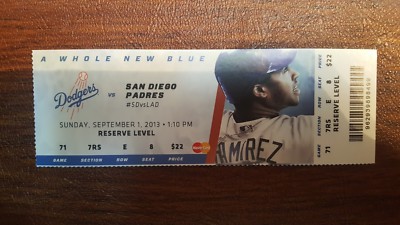 A WHOLE NEW BLUE
Dodgers
VS
SAN DIEGO
PADRES
#SDvsLAD
SUNDAY, SEPTEMBER 1, 2013 • 1:10 PM
RESERVE LEVEL
71 7RS E 8 $22
GAME SECTION ROW SEAT PRICE
MasterCard
RAMIREZ
GAME SECTION ROW SEAT PRICE
71 7RS E 8 $22
RESERVE LEVEL